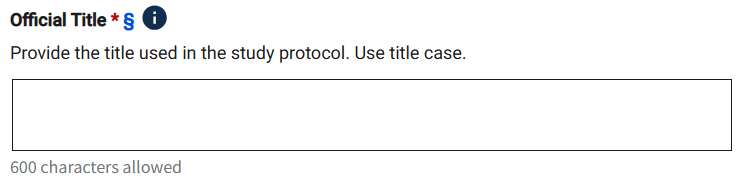 Official Title * § i
Provide the title used in the study protocol. Use title case.
600 characters allowed